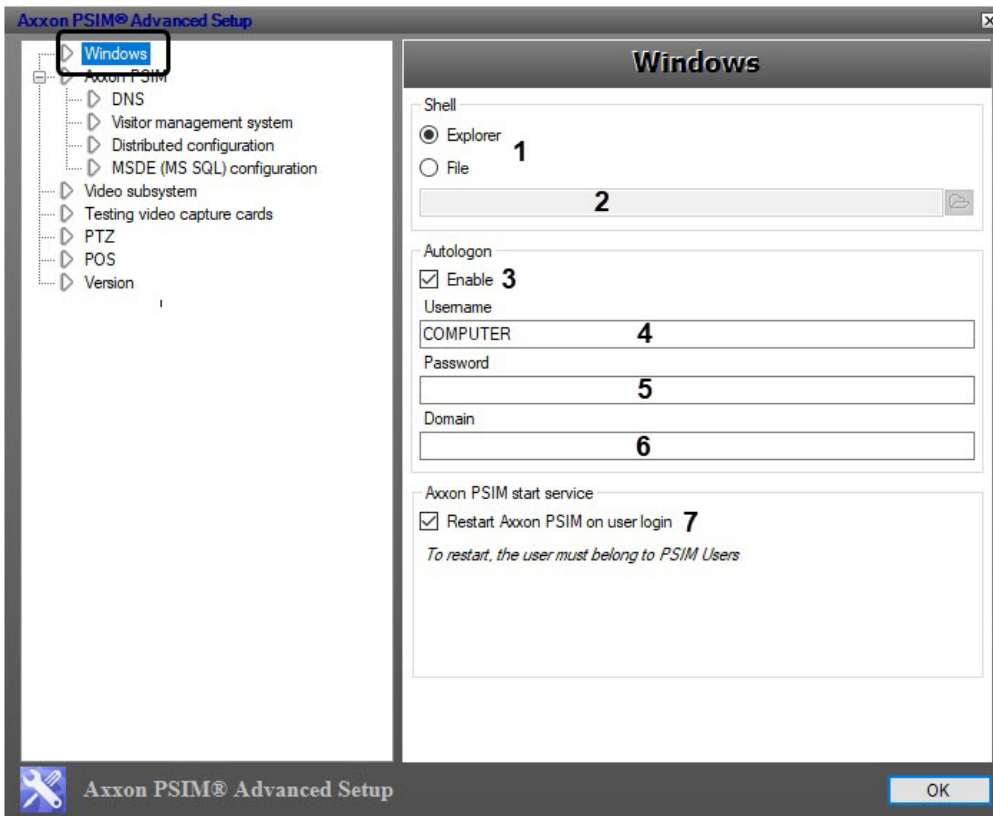 Axxon PSIM® Advanced Setup
Windows
Axxon PSIM
DNS
Visitor management system
Distributed configuration
MSDE (MS SQL) configuration
Video subsystem
Testing video capture cards
PTZ
POS
Version
Windows
Shell
Explorer
1
File
2
Autologon
Enable 3
Username
COMPUTER 4
Password
5
Domain
6
Axxon PSIM start service
Restart Axxon PSIM on user login 7
To restart, the user must belong to PSIM Users
Axxon PSIM® Advanced Setup
OK